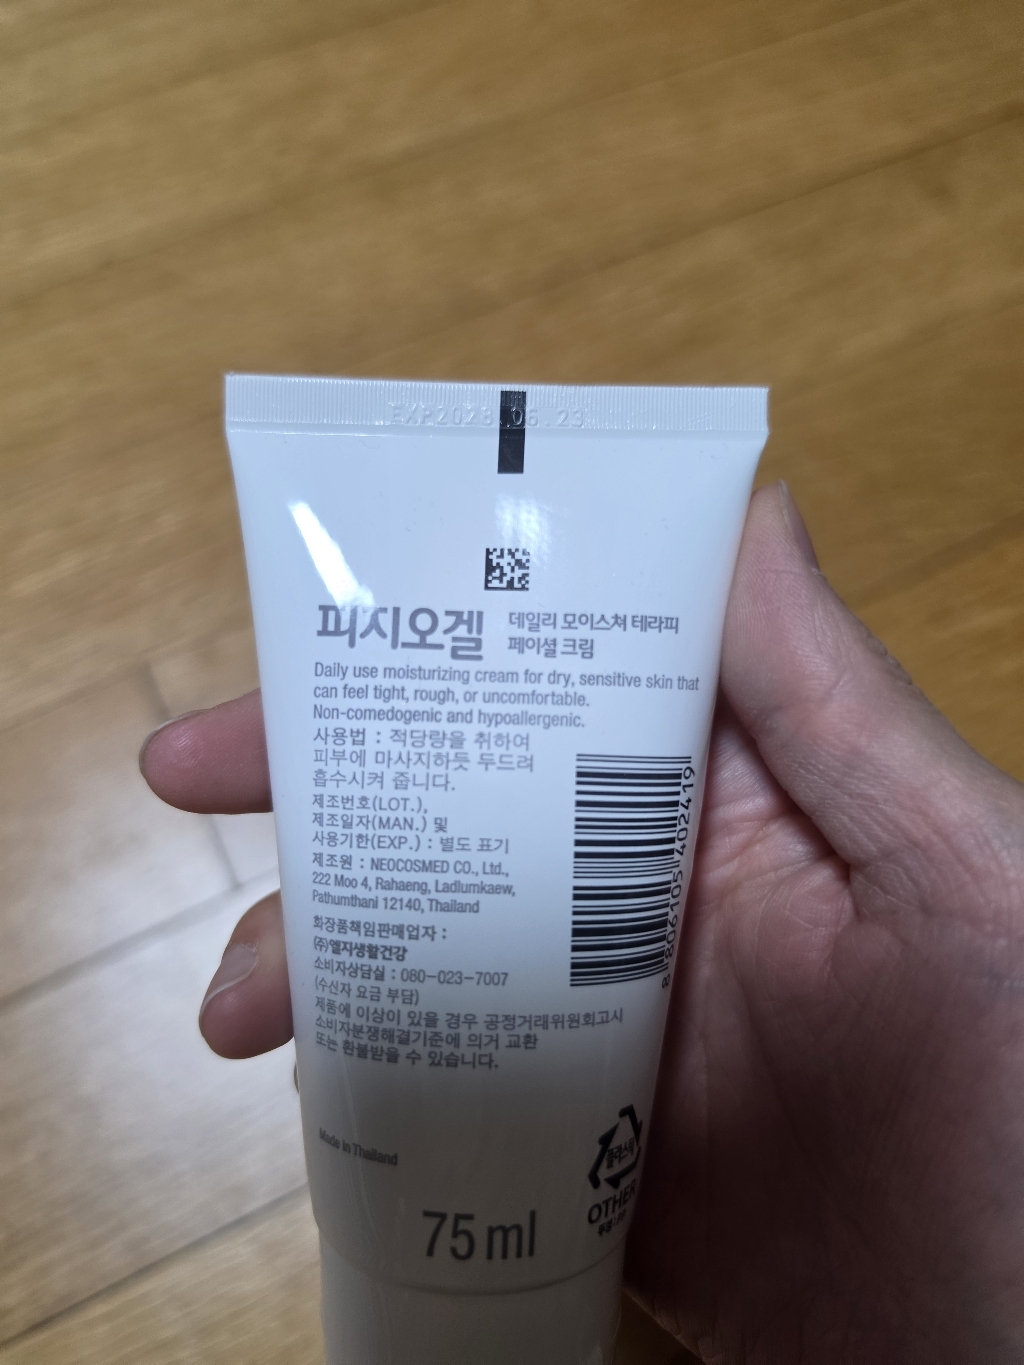 EXP2028.06.23
피지오겔 데일리 모이스쳐 테라피
페이셜 크림
Daily use moisturizing cream for dry, sensitive skin that
can feel tight, rough, or uncomfortable.
Non-comedogenic and hypoallergenic.
사용법 : 적당량을 취하여
피부에 마사지하듯 두드려
흡수시켜 줍니다.
제조번호(LOT.),
제조일자(MAN.) 및
사용기한(EXP.) : 별도 표기
제조원 : NEOCOSMED CO., Ltd.,
222 Moo 4, Rahaeng, Ladlumkaew,
Pathumthani 12140, Thailand
화장품책임판매업자 :
㈜엘지생활건강
소비자상담실 : 080-023-7007
(수신자 요금 부담)
제품에 이상이 있을 경우 공정거래위원회고시
소비자분쟁해결기준에 의거 교환
또는 환불받을 수 있습니다.
8 806105 402419
Made in Thailand
플라스틱
OTHER
75ml